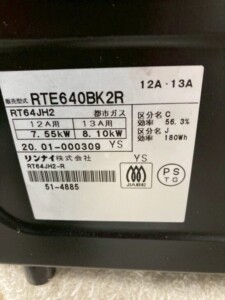 販売型式 RTE640BK2R 12A・13A
RT64JH2 都市ガス
12A用 13A用
7.55kW 8.10kW
区分名 C
効率 56.3%
区分名 J
効率 180Wh
20.01-000309 YS
リンナイ株式会社 YS
RT64JH2-R
51-4885
JIA
PS
TG